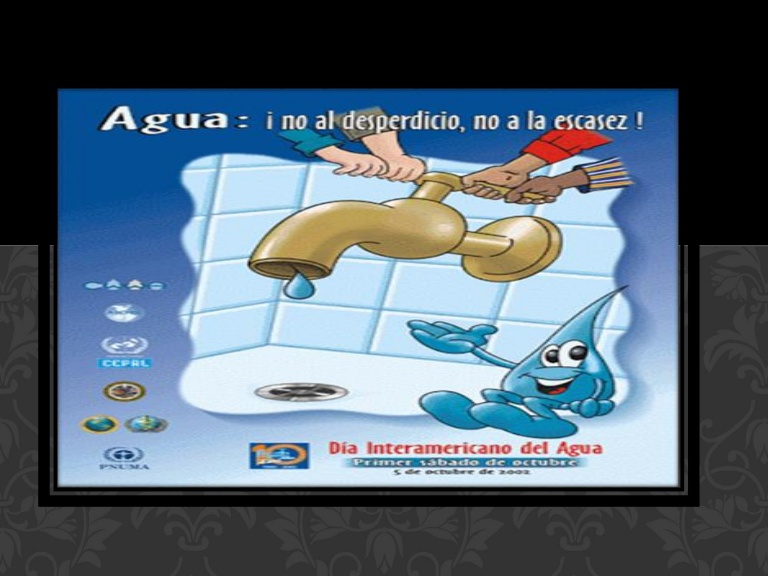 Agua: ¡ no al desperdicio, no a la escasez !
CEPAL
PNUMA
10
Día Interamericano del Agua
Primer sábado de octubre
5 de octubre de 2002